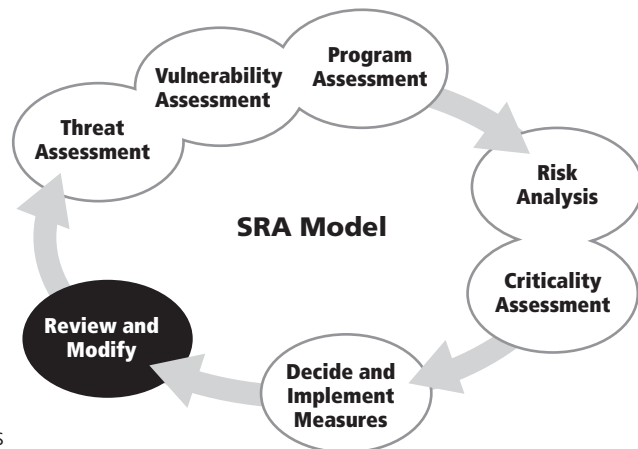 Program
Assessment
Vulnerability
Assessment
Threat
Assessment
Risk
Analysis
SRA Model
Criticality
Assessment
Review and
Modify
Decide and
Implement
Measures
s